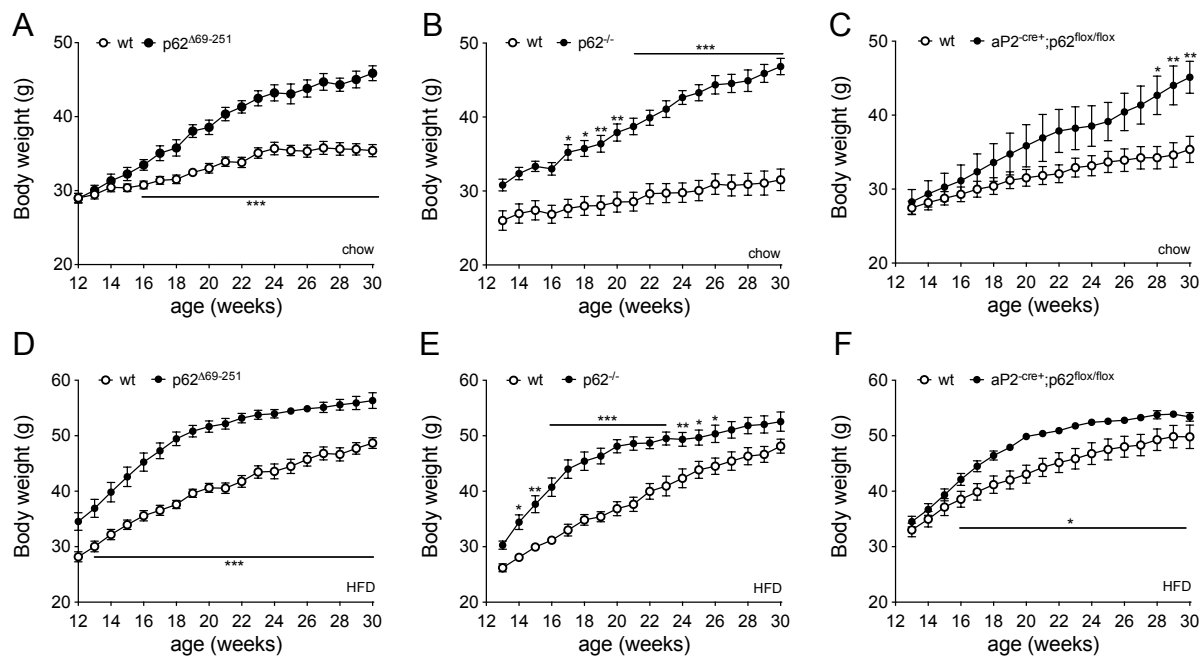 A
wt p62Δ69-251
Body weight (g)
50
40
30
20
***
chow
12 14 16 18 20 22 24 26 28 30
age (weeks)
B
wt p62-/-
Body weight (g)
50
40
30
20
* * ** ** ***
chow
12 14 16 18 20 22 24 26 28 30
age (weeks)
C
wt aP2-cre+;p62flox/flox
Body weight (g)
50
40
30
20
* ** **
chow
12 14 16 18 20 22 24 26 28 30
age (weeks)
D
wt p62Δ69-251
Body weight (g)
60
50
40
30
20
***
HFD
12 14 16 18 20 22 24 26 28 30
age (weeks)
E
wt p62-/-
Body weight (g)
60
50
40
30
20
* ** *** ** * *
HFD
12 14 16 18 20 22 24 26 28 30
age (weeks)
F
wt aP2-cre+;p62flox/flox
Body weight (g)
60
50
40
30
20
*
HFD
12 14 16 18 20 22 24 26 28 30
age (weeks)